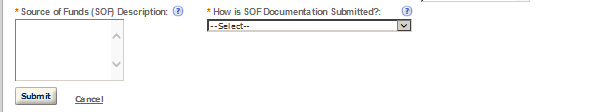 * Source of Funds (SOF) Description: ? * How is SOF Documentation Submitted?: ?
--Select--
Submit Cancel